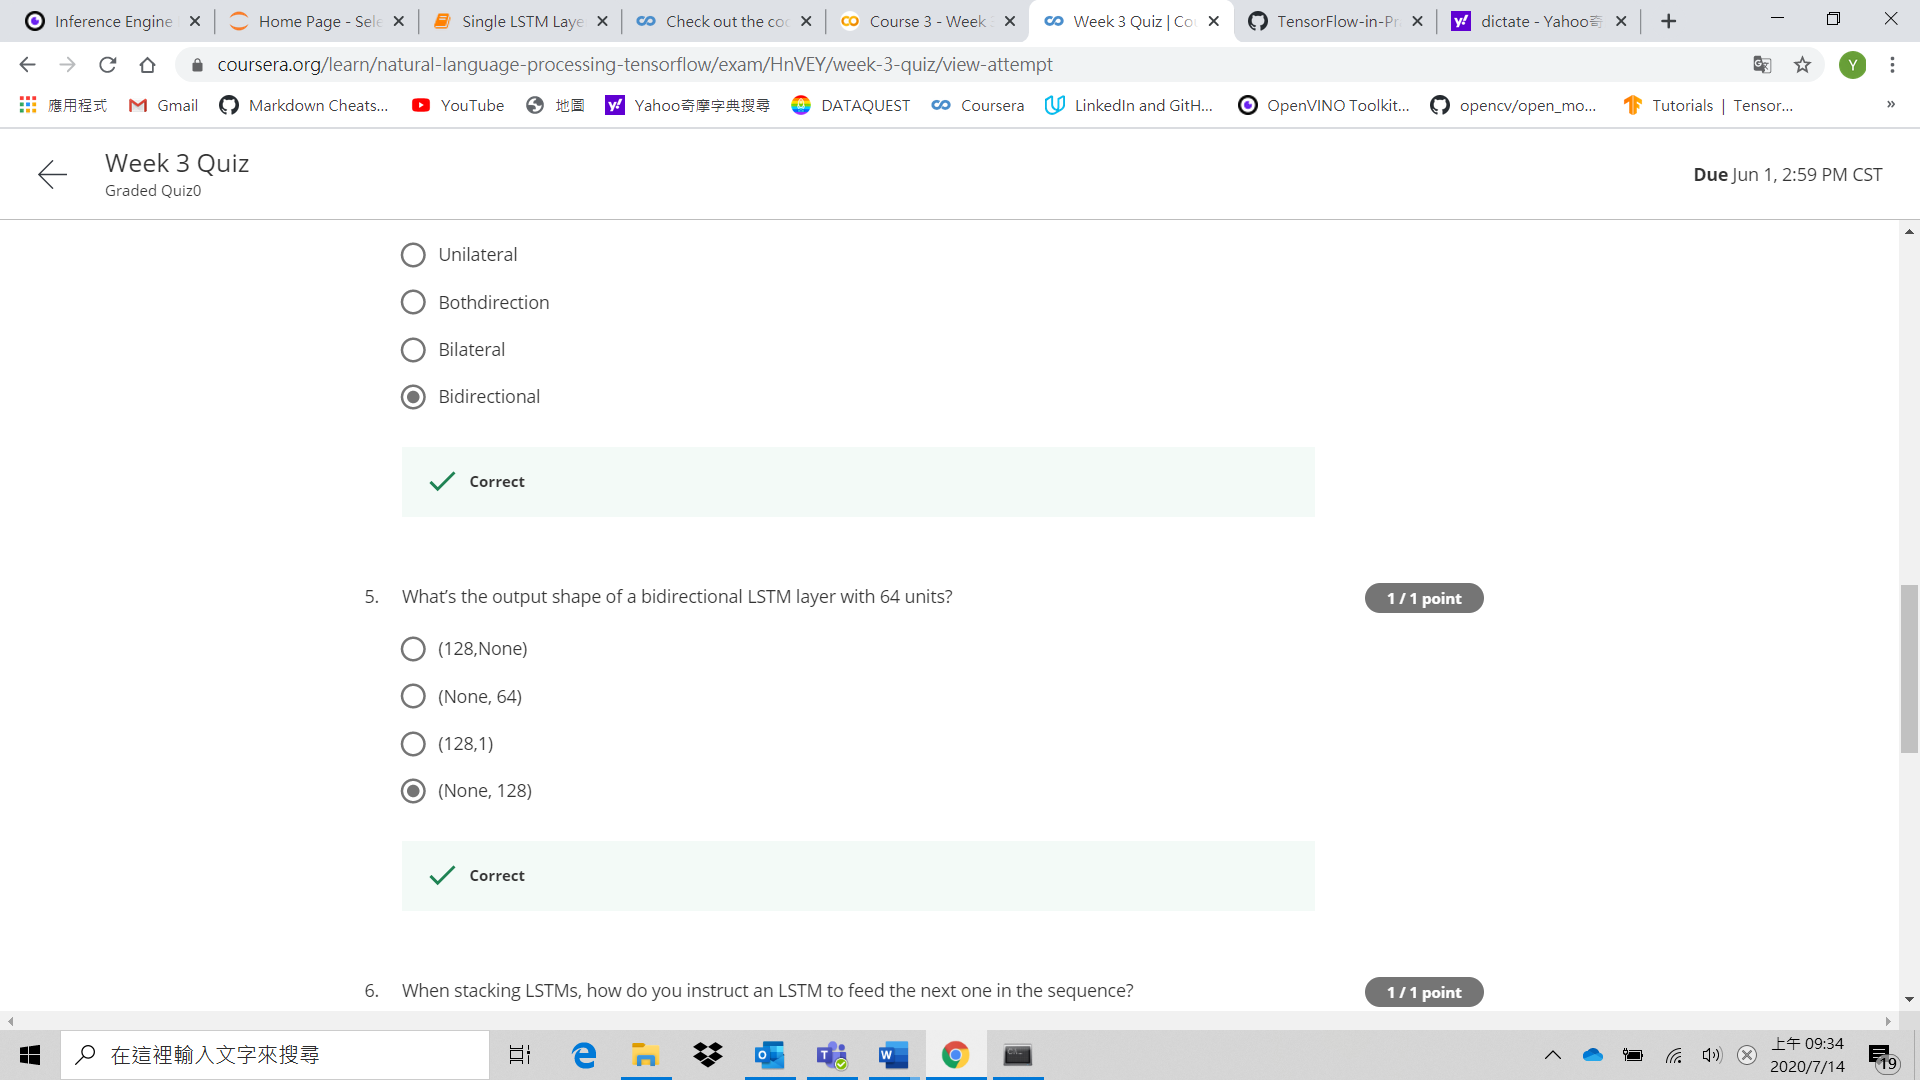 Inference Engine
Home Page - Sele
Single LSTM Laye
Check out the coc
Course 3 - Week
Week 3 Quiz | Co
TensorFlow-in-Pr
dictate - Yahoo奇
coursera.org/learn/natural-language-processing-tensorflow/exam/HnVEY/week-3-quiz/view-attempt
Y
應用程式
Gmail
Markdown Cheats...
YouTube
地圖
Yahoo奇摩字典搜尋
DATAQUEST
Coursera
LinkedIn and GitH...
OpenVINO Toolkit...
opencv/open_mo...
Tutorials | Tensor...
»
Week 3 Quiz
Graded Quiz0
Due Jun 1, 2:59 PM CST
Unilateral
Bothdirection
Bilateral
Bidirectional
Correct
5. What's the output shape of a bidirectional LSTM layer with 64 units?
1 / 1 point
(128,None)
(None, 64)
(128,1)
(None, 128)
Correct
6. When stacking LSTMs, how do you instruct an LSTM to feed the next one in the sequence?
1 / 1 point
在這裡輸入文字來搜尋
上午 09:34
2020/7/14
19